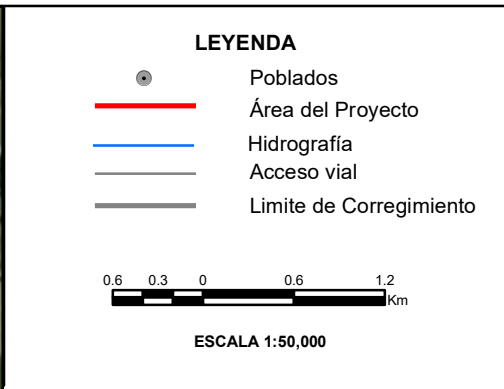 LEYENDA
Poblados
Área del Proyecto
Hidrografía
Acceso vial
Limite de Corregimiento
0.6 0.3 0 0.6 1.2
Km
ESCALA 1:50,000